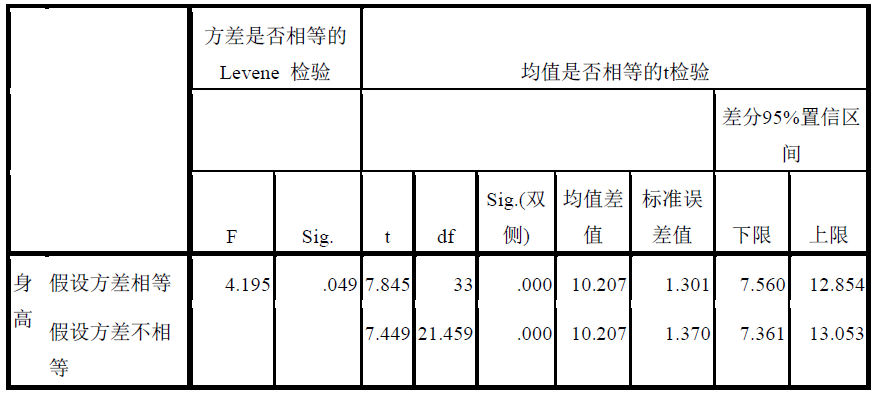 方差是否相等的
Levene 检验
均值是否相等的t检验
差分95%置信区
间
F
Sig.
t
df
Sig.(双
侧)
均值差
值
标准误
差值
下限
上限
身
高
假设方差相等
4.195 .049 7.845 33 .000 10.207 1.301 7.560 12.854
假设方差不相
等
7.449 21.459 .000 10.207 1.370 7.361 13.053